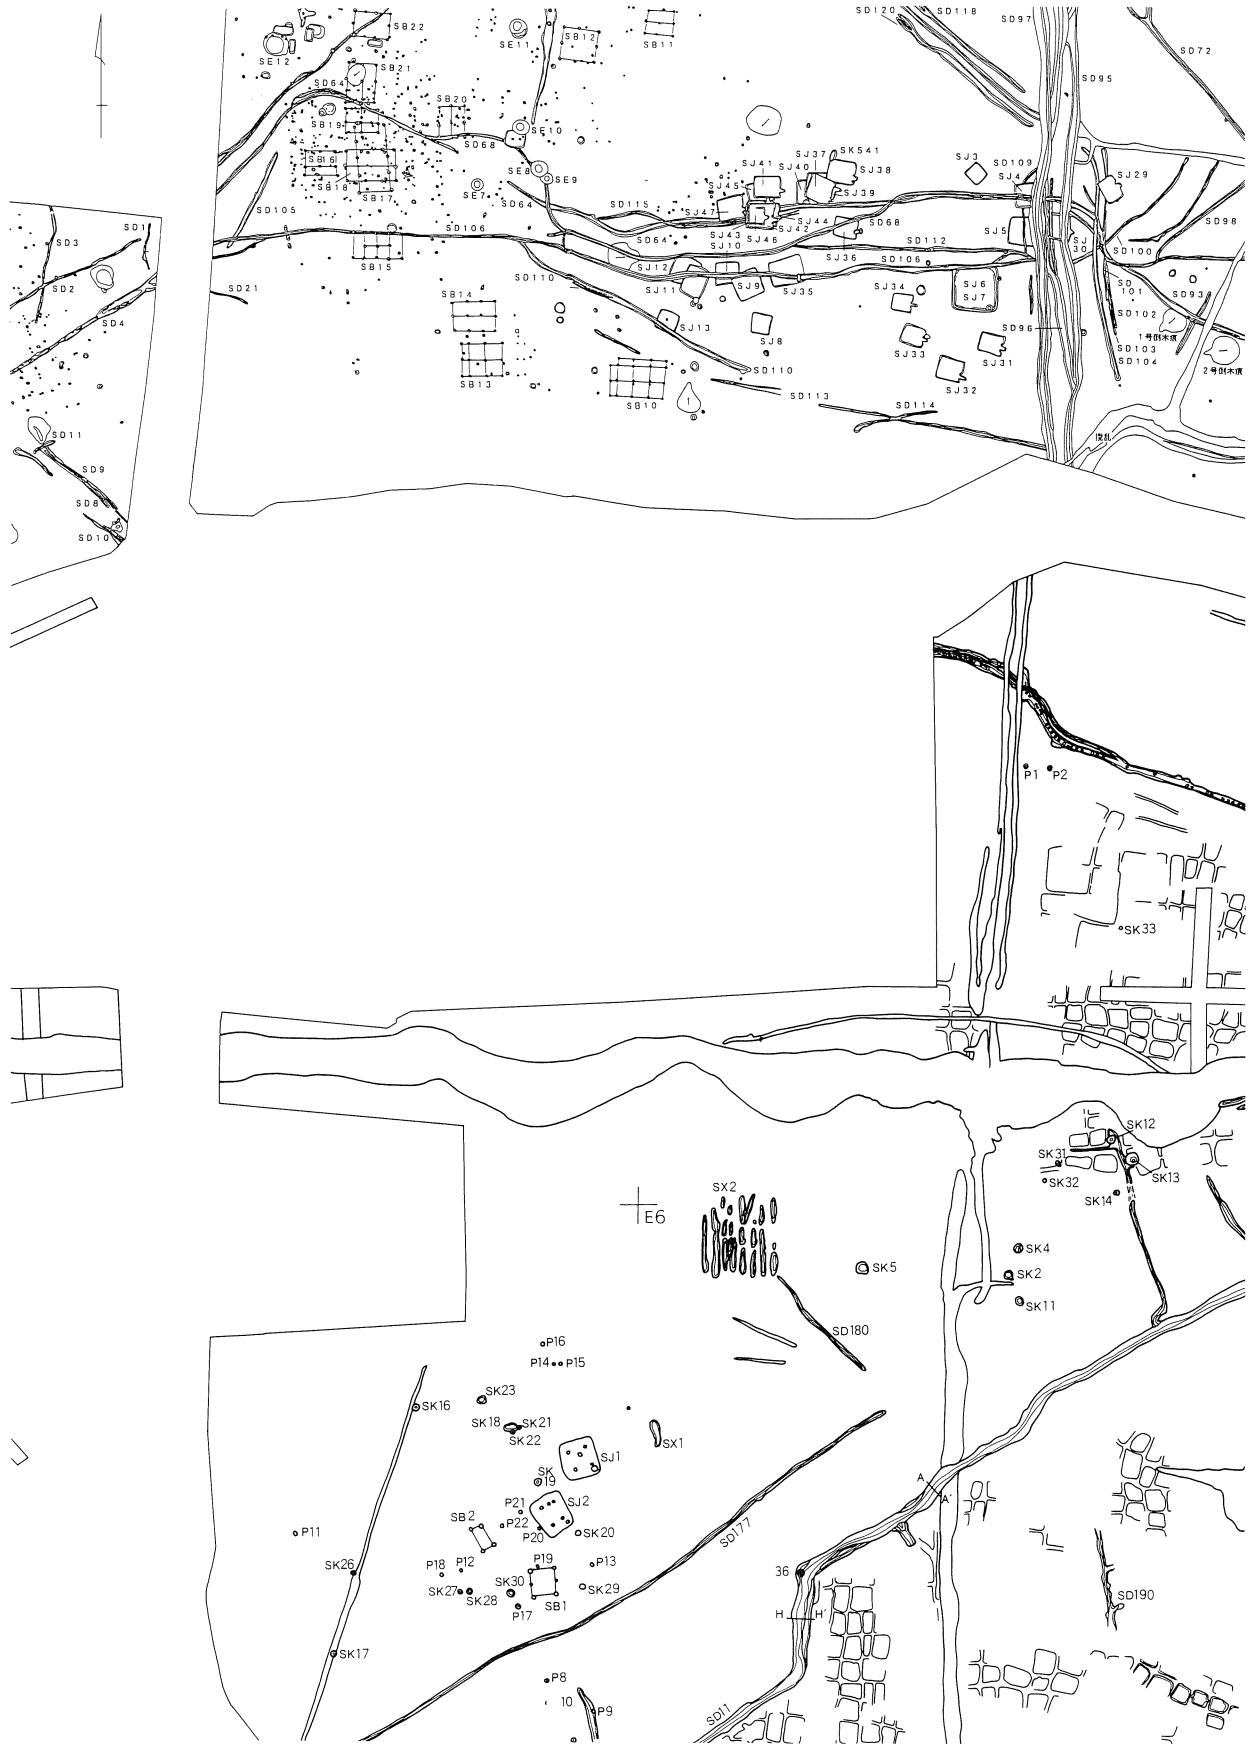 SB22
SE11
SB12
SB11
SD120
SD118
SD97
SD72
SE12
SB21
SD64
SD95
SB20
SB19
SE10
SD68
SB16
SB18
SB17
SE8
SE9
SE7
SD64
SK541
SJ37
SJ38
SJ41
SJ40
SJ39
SJ45
SJ3
SD109
SJ4
SJ29
SD105
SD115
SJ47
SJ44
SJ42
SJ43
SJ46
SD68
SD98
SD1
SD3
SD2
SD4
SD106
SB15
SD64
SJ10
SJ36
SD112
SD106
SJ5
SJ30
SD100
SD21
SD110
SJ12
SJ11
SJ9
SJ35
SJ34
SJ6
SJ7
SD101
SD93
SD102
SB14
SJ13
SJ8
SJ33
SJ31
SD96
1号倒木痕
SD103
SD104
SB13
SD110
SJ32
2号倒木痕
SB10
SD113
SD114
撹乱
SD11
SD9
SD8
SD10
P1
P2
SK33
SK12
SK31
SK13
SK32
SK14
SX2
E6
SK4
SK5
SK2
SK11
SD180
P16
P14
P15
SK23
SK16
SK18
SK21
SK22
SX1
SJ1
SK19
A
A′
P21
SJ2
SB2
P22
P20
SK20
SD177
P11
P19
P13
P18
P12
SK26
36
SK27
SK28
SK30
SK29
SB1
P17
H
H′
SD190
SK17
P8
10
P9
SD11